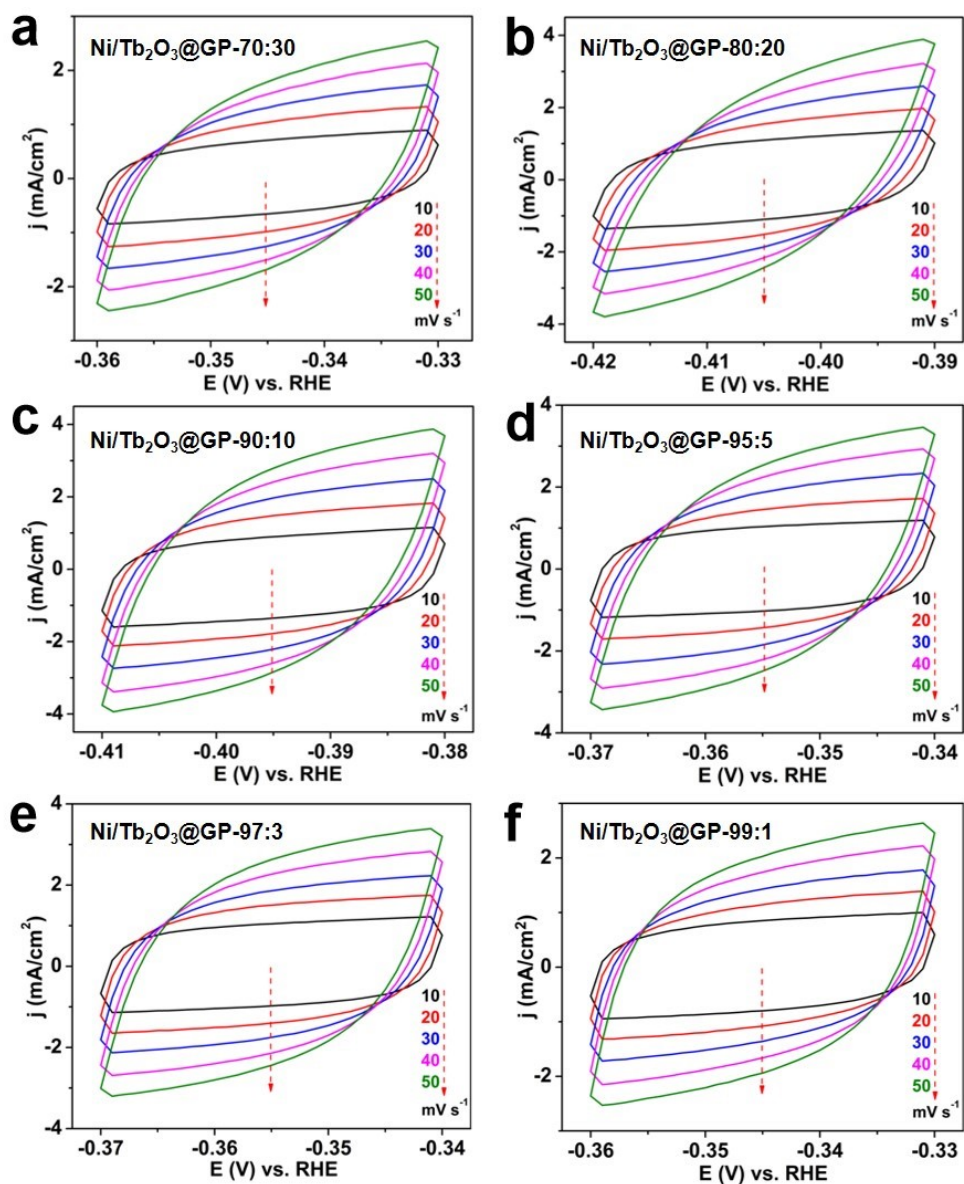 a
Ni/Tb₂O₃@GP-70:30
j (mA/cm²)
2
0
-2
10
20
30
40
50
mV s⁻¹
-0.36 -0.35 -0.34 -0.33
E (V) vs. RHE
b
Ni/Tb₂O₃@GP-80:20
j (mA/cm²)
4
2
0
-2
-4
10
20
30
40
50
mV s⁻¹
-0.42 -0.41 -0.40 -0.39
E (V) vs. RHE
c
Ni/Tb₂O₃@GP-90:10
j (mA/cm²)
4
2
0
-2
-4
10
20
30
40
50
mV s⁻¹
-0.41 -0.40 -0.39 -0.38
E (V) vs. RHE
d
Ni/Tb₂O₃@GP-95:5
j (mA/cm²)
4
2
0
-2
-4
10
20
30
40
50
mV s⁻¹
-0.37 -0.36 -0.35 -0.34
E (V) vs. RHE
e
Ni/Tb₂O₃@GP-97:3
j (mA/cm²)
4
2
0
-2
-4
10
20
30
40
50
mV s⁻¹
-0.37 -0.36 -0.35 -0.34
E (V) vs. RHE
f
Ni/Tb₂O₃@GP-99:1
j (mA/cm²)
2
0
-2
10
20
30
40
50
mV s⁻¹
-0.36 -0.35 -0.34 -0.33
E (V) vs. RHE